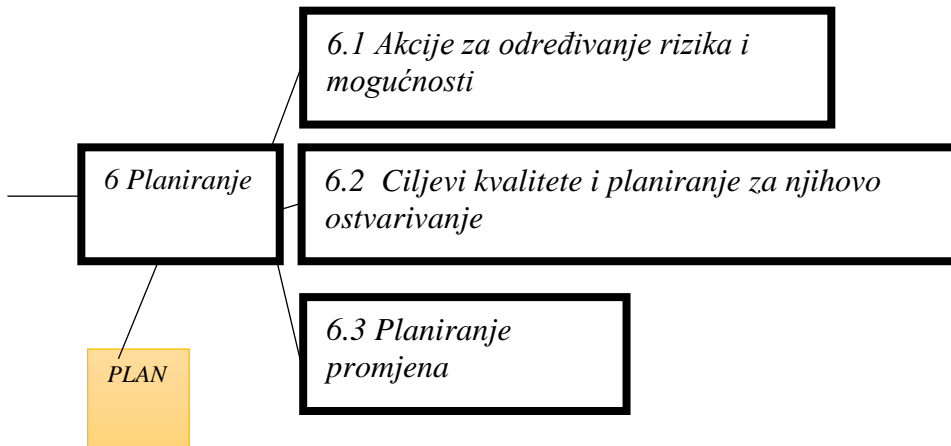 6.1 Akcije za određivanje rizika i
mogućnosti
6 Planiranje
6.2 Ciljevi kvalitete i planiranje za njihovo
ostvarivanje
6.3 Planiranje
promjena
PLAN